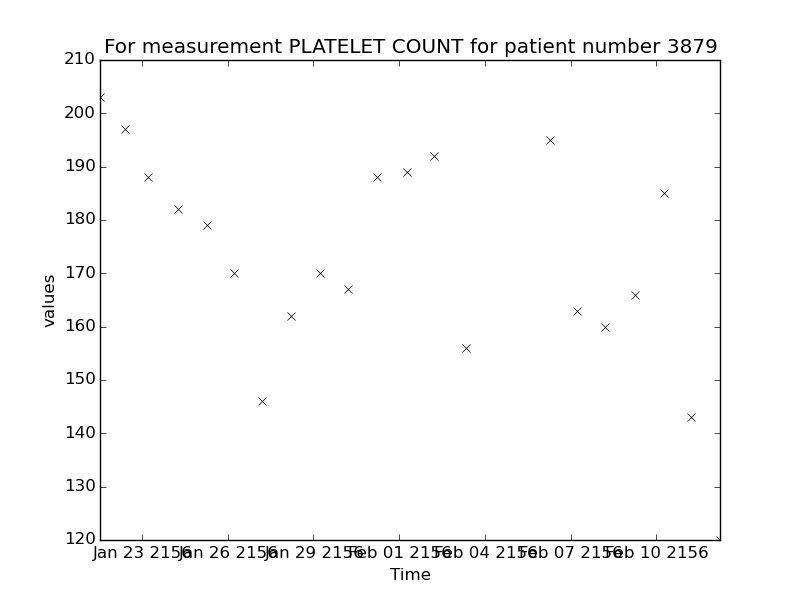 For measurement PLATELET COUNT for patient number 3879
210
200
190
180
170
160
150
140
130
120
values
Jan 23 2156 Jan 26 2156 Jan 29 2156 Feb 01 2156 Feb 04 2156 Feb 07 2156 Feb 10 2156
Time